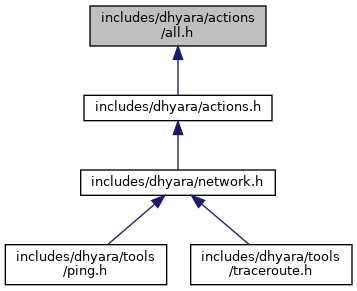 includes/dhyara/actions
/all.h
includes/dhyara/actions.h
includes/dhyara/network.h
includes/dhyara/tools
/ping.h
includes/dhyara/tools
/traceroute.h